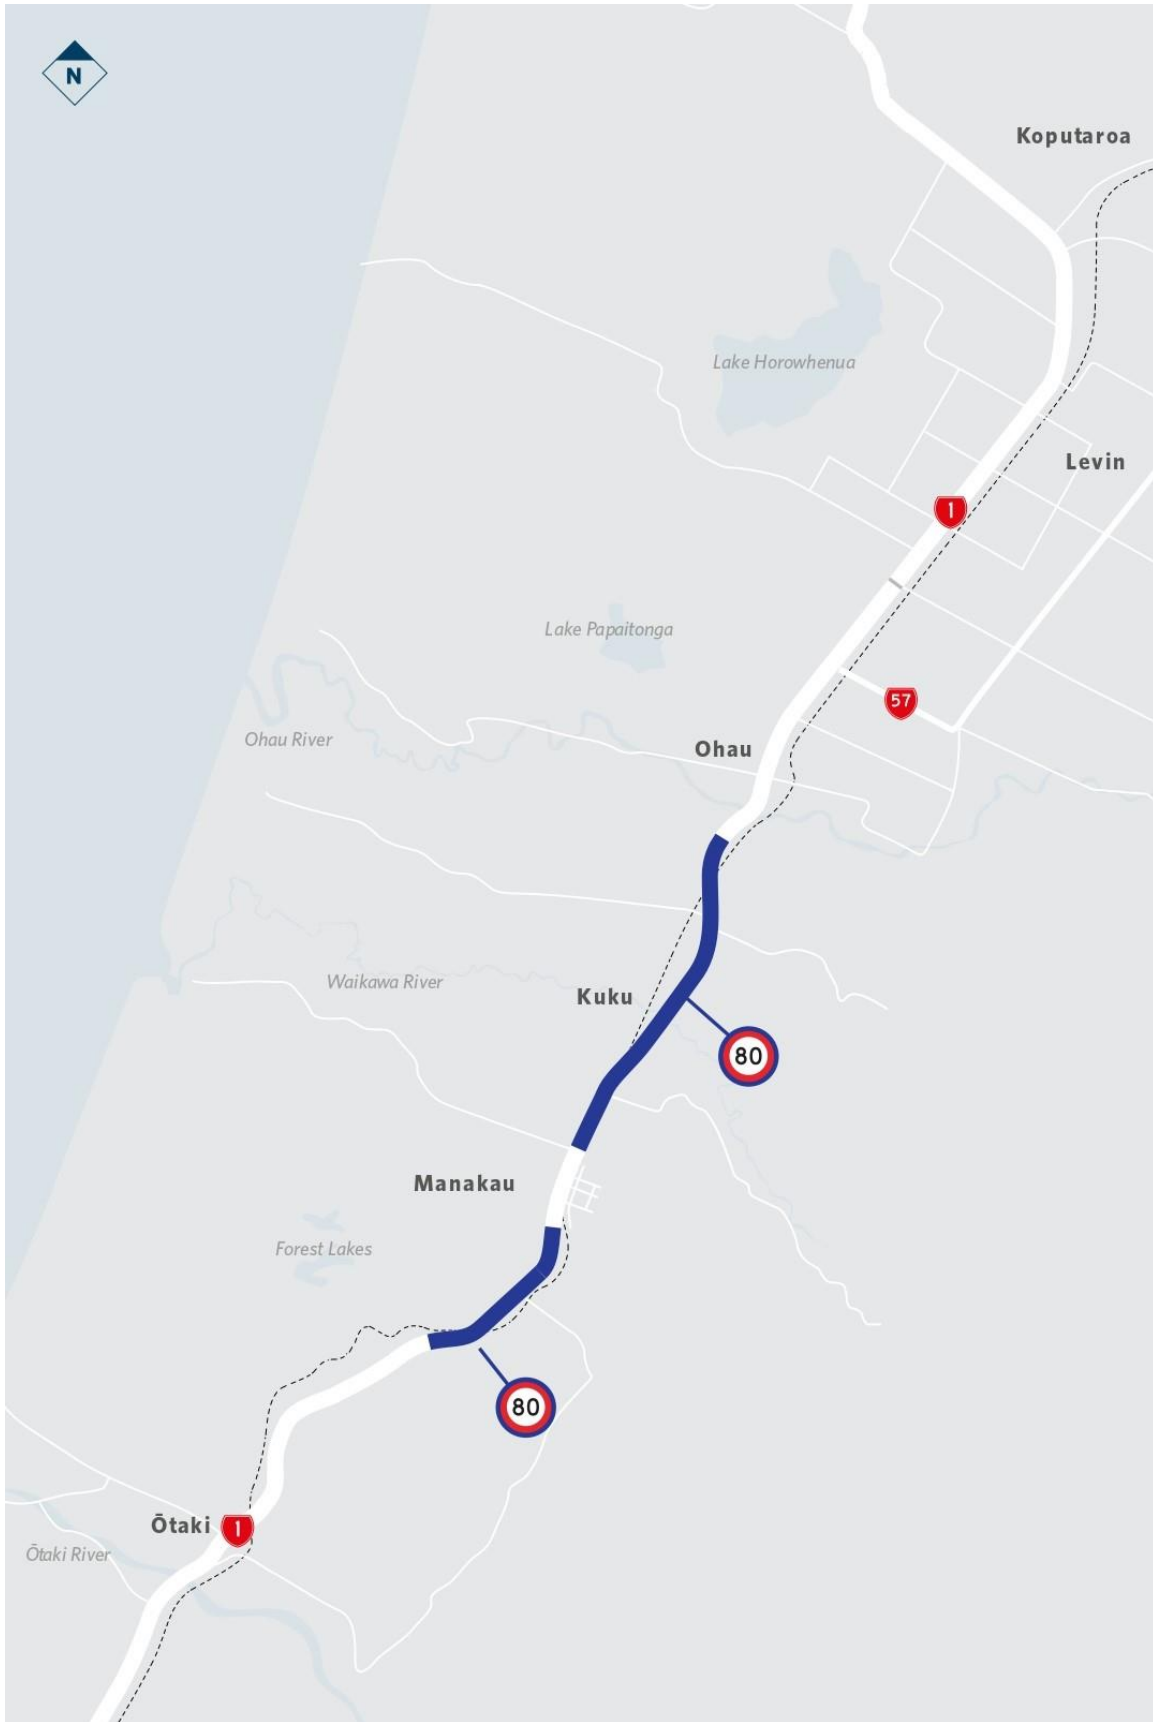 N
Koputaroa
Lake Horowhenua
Levin
1
Lake Papaitonga
57
Ohau River
Ohau
Waikawa River
Kuku
80
Manakau
Forest Lakes
80
Ōtaki
1
Ōtaki River